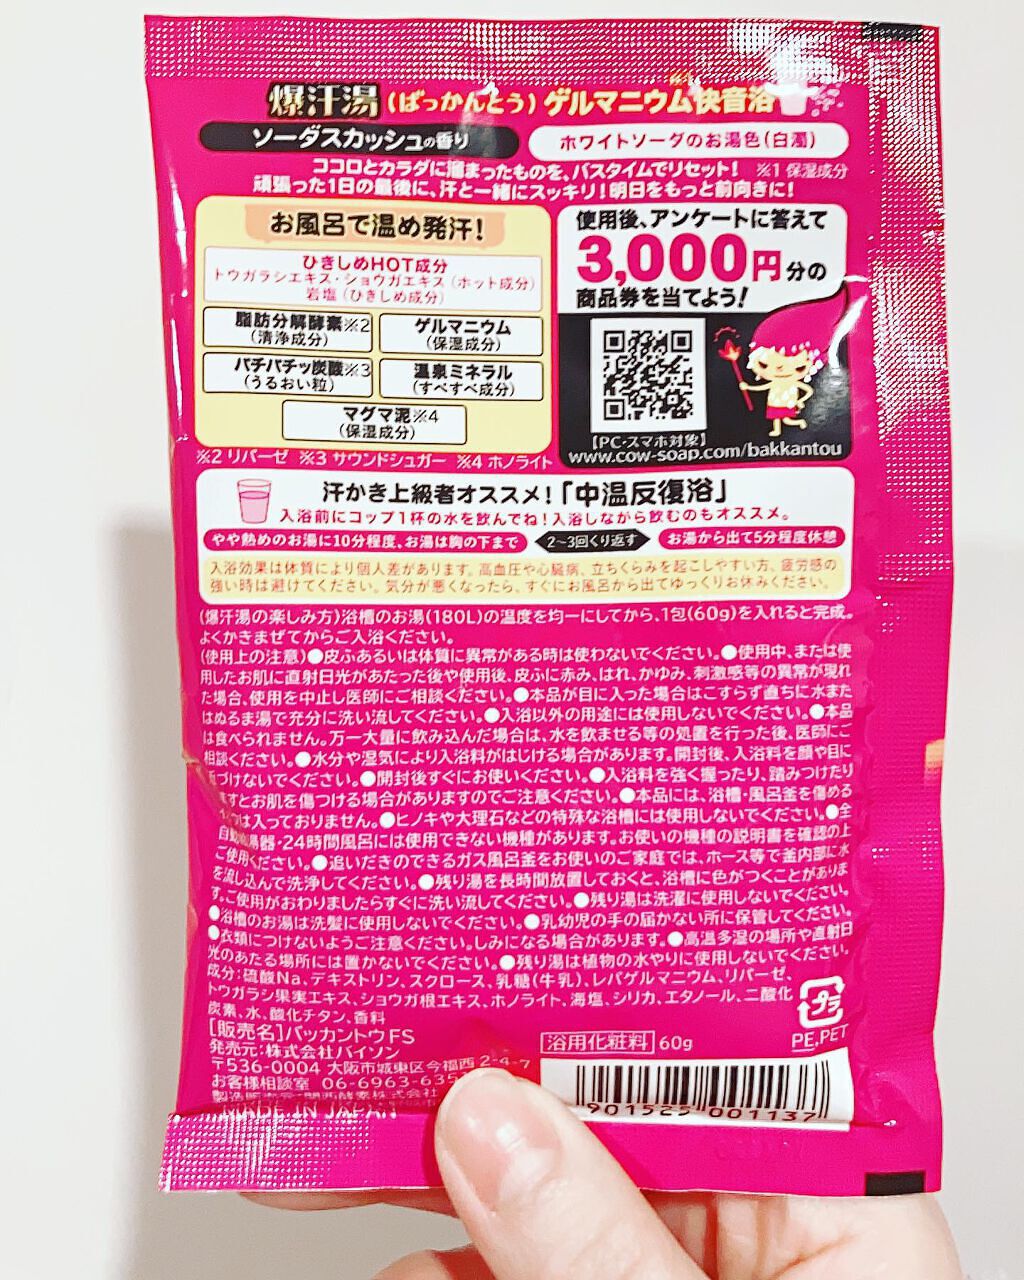 爆汗湯(ばっかんとう)ゲルマニウム快音浴
ソーダスカッシュの香り
ホワイトソーダのお湯色(白濁)
ココロとカラダに溜まったものを、バスタイムでリセット! ※1 保湿成分
頑張った1日の最後に、汗と一緒にスッキリ!明日をもっと前向きに!
お風呂で温め発汗!
ひきしめHOT成分
トウガラシエキス・ショウガエキス(ホット成分)
岩塩(ひきしめ成分)
脂肪分解酵素※2
(清浄成分)
ゲルマニウム
(保湿成分)
パチパチッ炭酸※3
(うるおい粒)
温泉ミネラル
(すべすべ成分)
マグマ泥※4
(保湿成分)
※2 リパーゼ ※3 サウンドシュガー ※4 ホノライト
使用後、アンケートに答えて
3,000円分の
商品券を当てよう!
【PC・スマホ対象】
www.cow-soap.com/bakkantou
汗かき上級者オススメ!「中温反復浴」
入浴前にコップ1杯の水を飲んでね!入浴しながら飲むのもオススメ。
やや熱めのお湯に10分程度、お湯は胸の下まで 2~3回くり返す お湯から出て5分程度休憩
入浴効果は体質により個人差があります。高血圧や心臓病、立ちくらみを起こしやすい方、疲労感の
強い時は避けてください。気分が悪くなったら、すぐにお風呂から出てゆっくりお休みください。
(爆汗湯の楽しみ方)浴槽のお湯(180L)の温度を均一にしてから、1包(60g)を入れると完成。
よくかきまぜてからご入浴ください。
(使用上の注意)●皮ふあるいは体質に異常がある時は使わないでください。●使用中、または使
用したお肌に直射日光があたった後や使用後、皮ふに赤み、はれ、かゆみ、刺激感等の異常が現れ
た場合、使用を中止し医師にご相談ください。●本品が目に入った場合はこすらず直ちに水また
はぬるま湯で充分に洗い流してください。●入浴以外の用途には使用しないでください。●本品
は食べられません。万一大量に飲み込んだ場合は、水を飲ませる等の処置を行った後、医師にご
相談ください。●水分や湿気により入浴料がはじける場合があります。開封後、入浴料を顔や目に
づけないでください。●開封後すぐにお使いください。●入浴料を強く握ったり、踏みつけたり
すとお肌を傷つける場合がありますのでご注意ください。●本品には、浴槽・風呂釜を傷める
は入っておりません。●ヒノキや大理石などの特殊な浴槽には使用しないでください。●全
自動湯器・24時間風呂には使用できない機種があります。お使いの機種の説明書を確認の上
ご使用ください。●追いだきのできるガス風呂釜をお使いのご家庭では、ホース等で釜内部に水
を流し込んで洗浄してください。●残り湯を長時間放置しておくと、浴槽に色がつくことがありま
す。ご使用がおわりましたらすぐに洗い流してください。●残り湯は洗濯に使用しないでください。
●浴槽のお湯は洗髪に使用しないでください。●乳幼児の手の届かない所に保管してください。
●衣類につけないようご注意ください。しみになる場合があります。●高温多湿の場所や直射日
光のあたる場所には置かないでください。●残り湯は植物の水やりに使用しないでください。
成分:硫酸Na、デキストリン、スクロース、乳糖(牛乳)、レパゲルマニウム、リパーゼ、
トウガラシ果実エキス、ショウガ根エキス、ホノライト、海塩、シリカ、エタノール、二酸化
炭素、水、酸化チタン、香料
プラ
PE,PET
[販売名]バッカントウFS
浴用化粧料 60g
発売元:株式会社バイソン
〒536-0004 大阪市城東区今福西2-4-7
お客様相談室 06-6963-635
製造販売元:関西酵素株式会社
MADE IN JAPAN
901525 001137